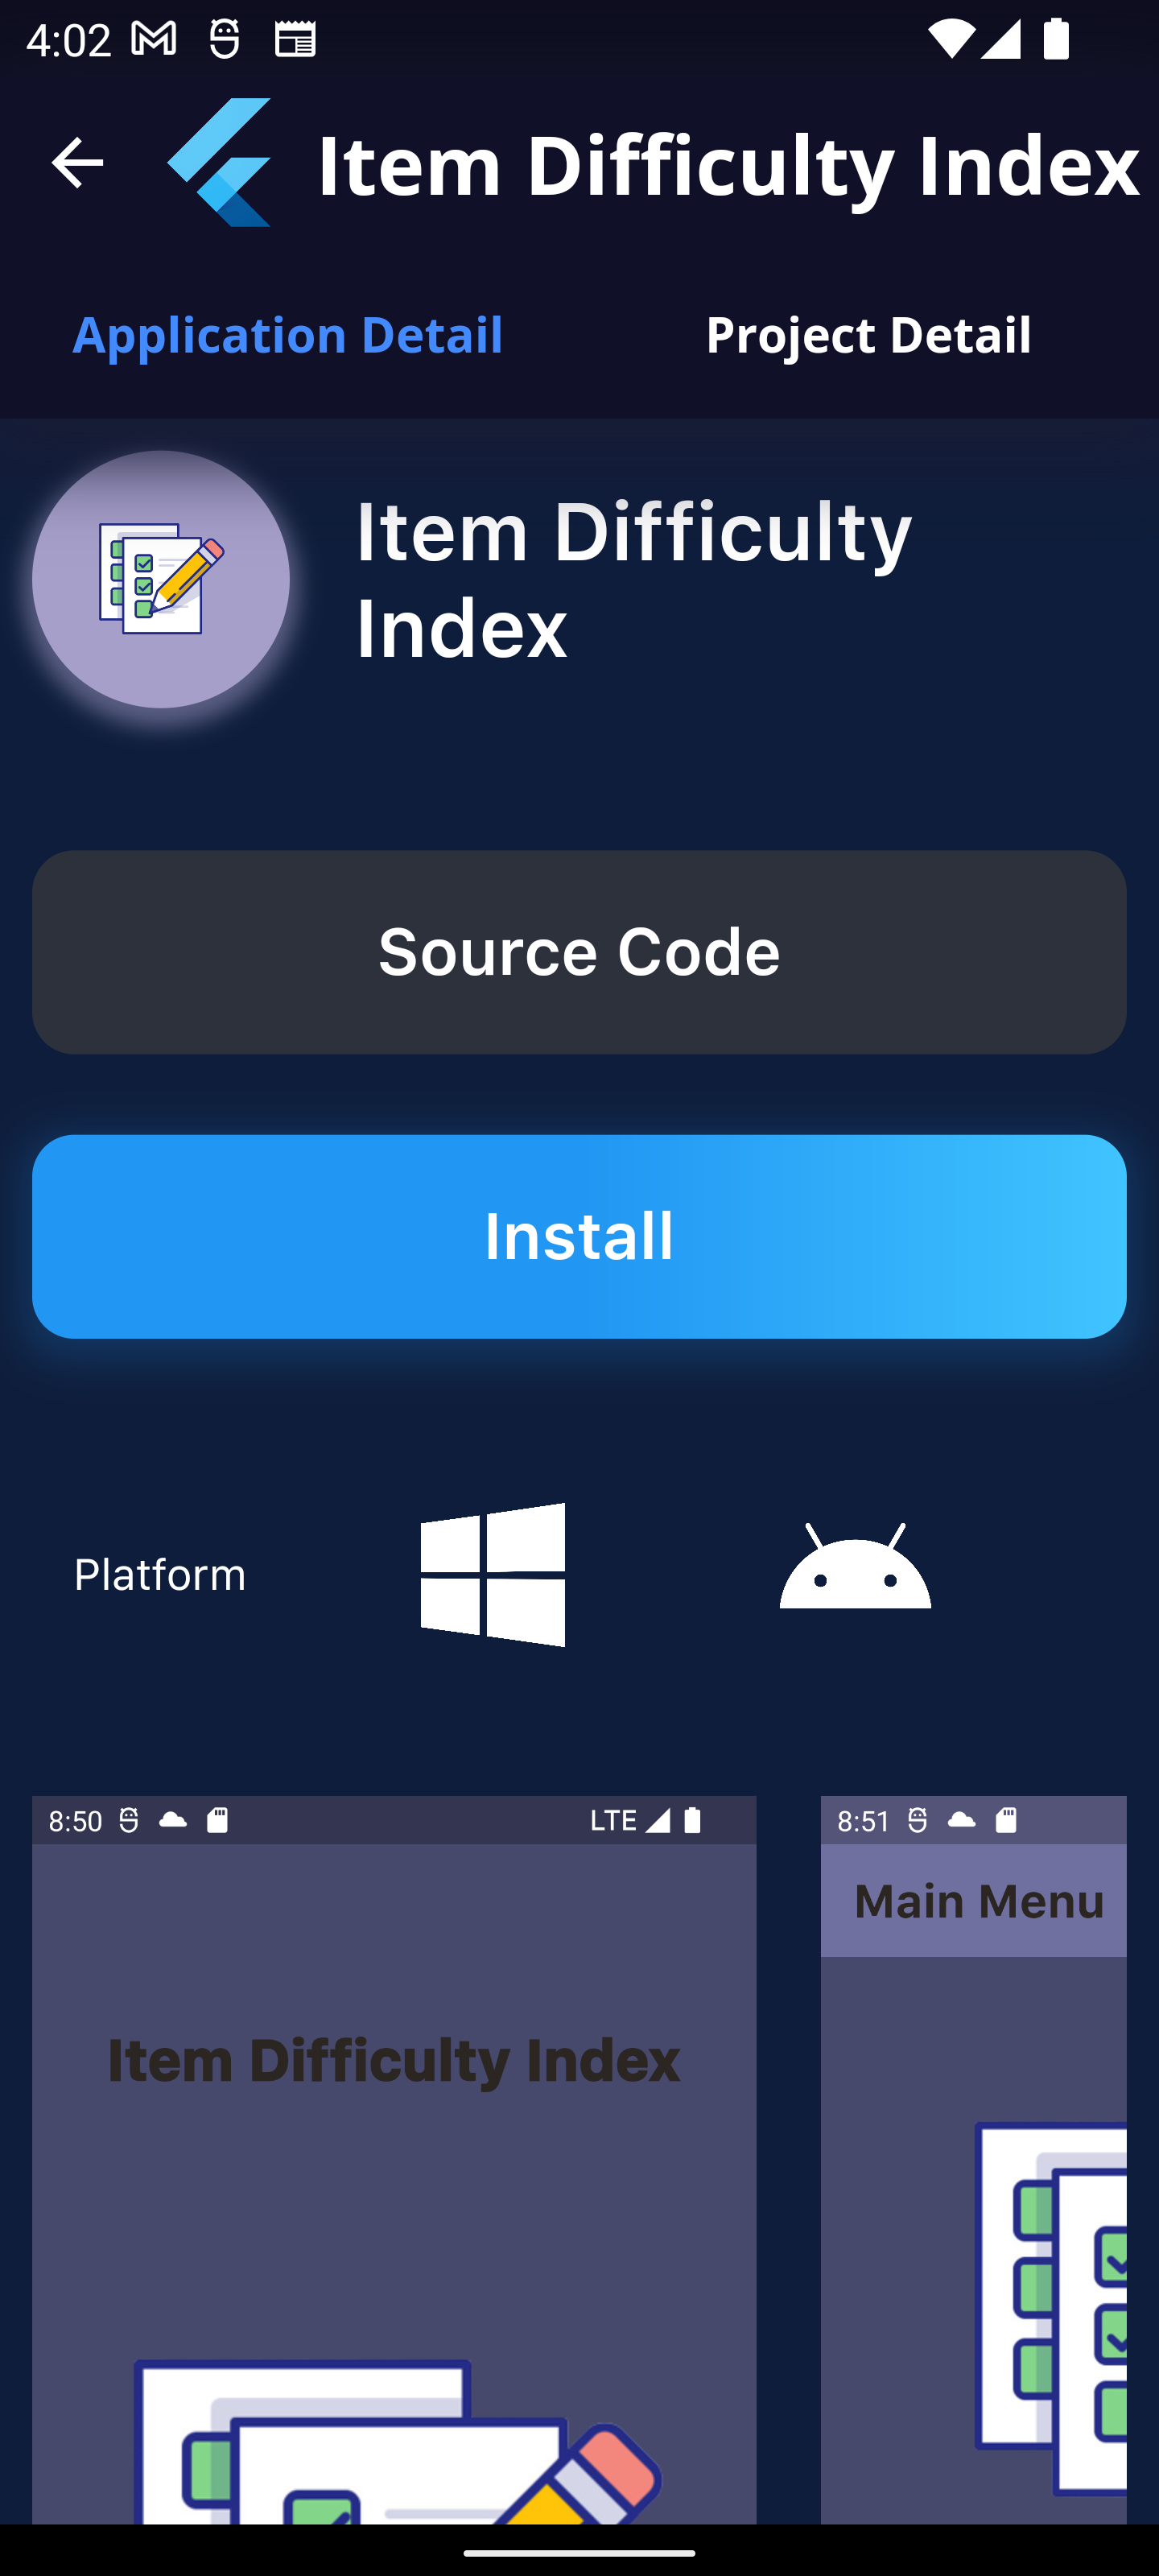 4:02
Item Difficulty Index
Application Detail
Project Detail
Item Difficulty
Index
Source Code
Install
Platform
8:50
LTE
8:51
Main Menu
Item Difficulty Index